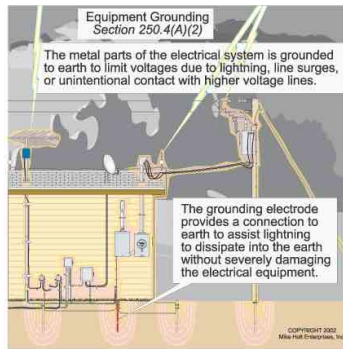 Equipment Grounding
Section 250.4(A)(2)
The metal parts of the electrical system is grounded
to earth to limit voltages due to lightning, line surges,
or unintentional contact with higher voltage lines.
The grounding electrode
provides a connection to
earth to assist lightning
to dissipate into the earth
without severely damaging
the electrical equipment.
COPYRIGHT 2002
Mike Holt Enterprises, Inc